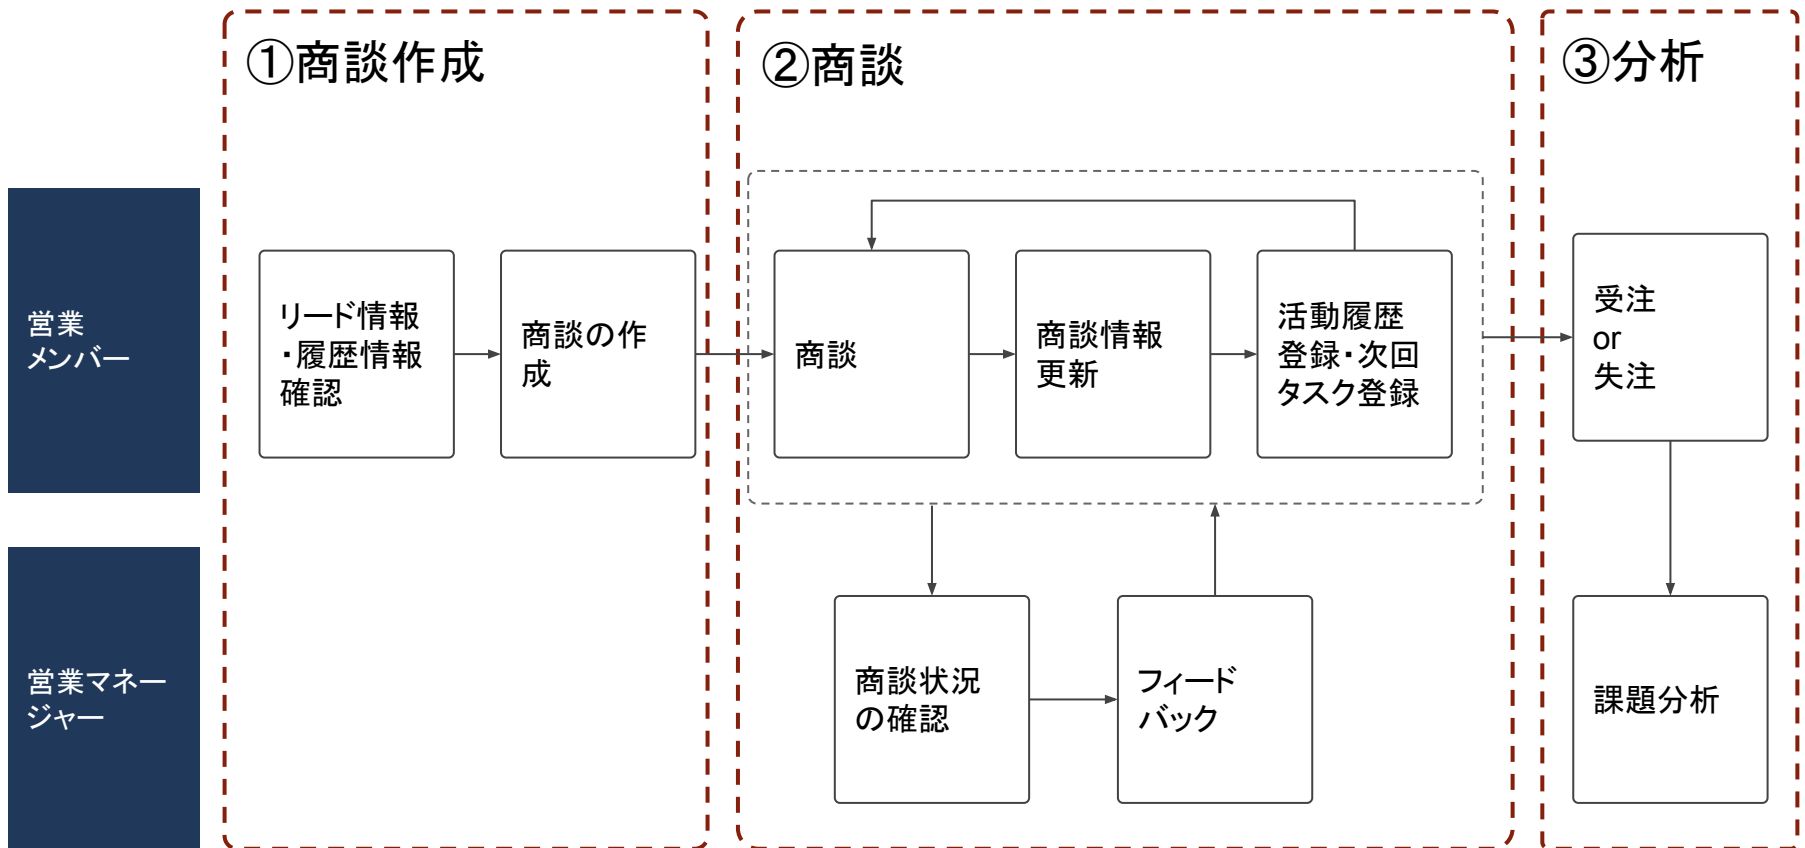 ①商談作成
②商談
③分析
営業
メンバー
リード情報
・履歴情報
確認
商談の作
成
商談
商談情報
更新
活動履歴
登録・次回
タスク登録
受注
or
失注
営業マネー
ジャー
商談状況
の確認
フィード
バック
課題分析